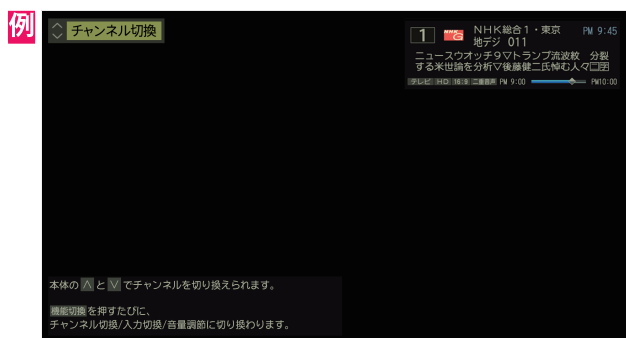 例
チャンネル切換
1 NHK G NHK総合1・東京 PM 9:45
地デジ 011
ニュースウオッチ9▽トランプ流波紋 分裂
する米世論を分析▽後藤健二氏悼む人々二字
テレビ HD 16:9 二重音声 PM 9:00 PM10:00
本体の ∧ と ∨ でチャンネルを切り換えられます。
機能切換を押すたびに、
チャンネル切換/入力切換/音量調節に切り換わります。